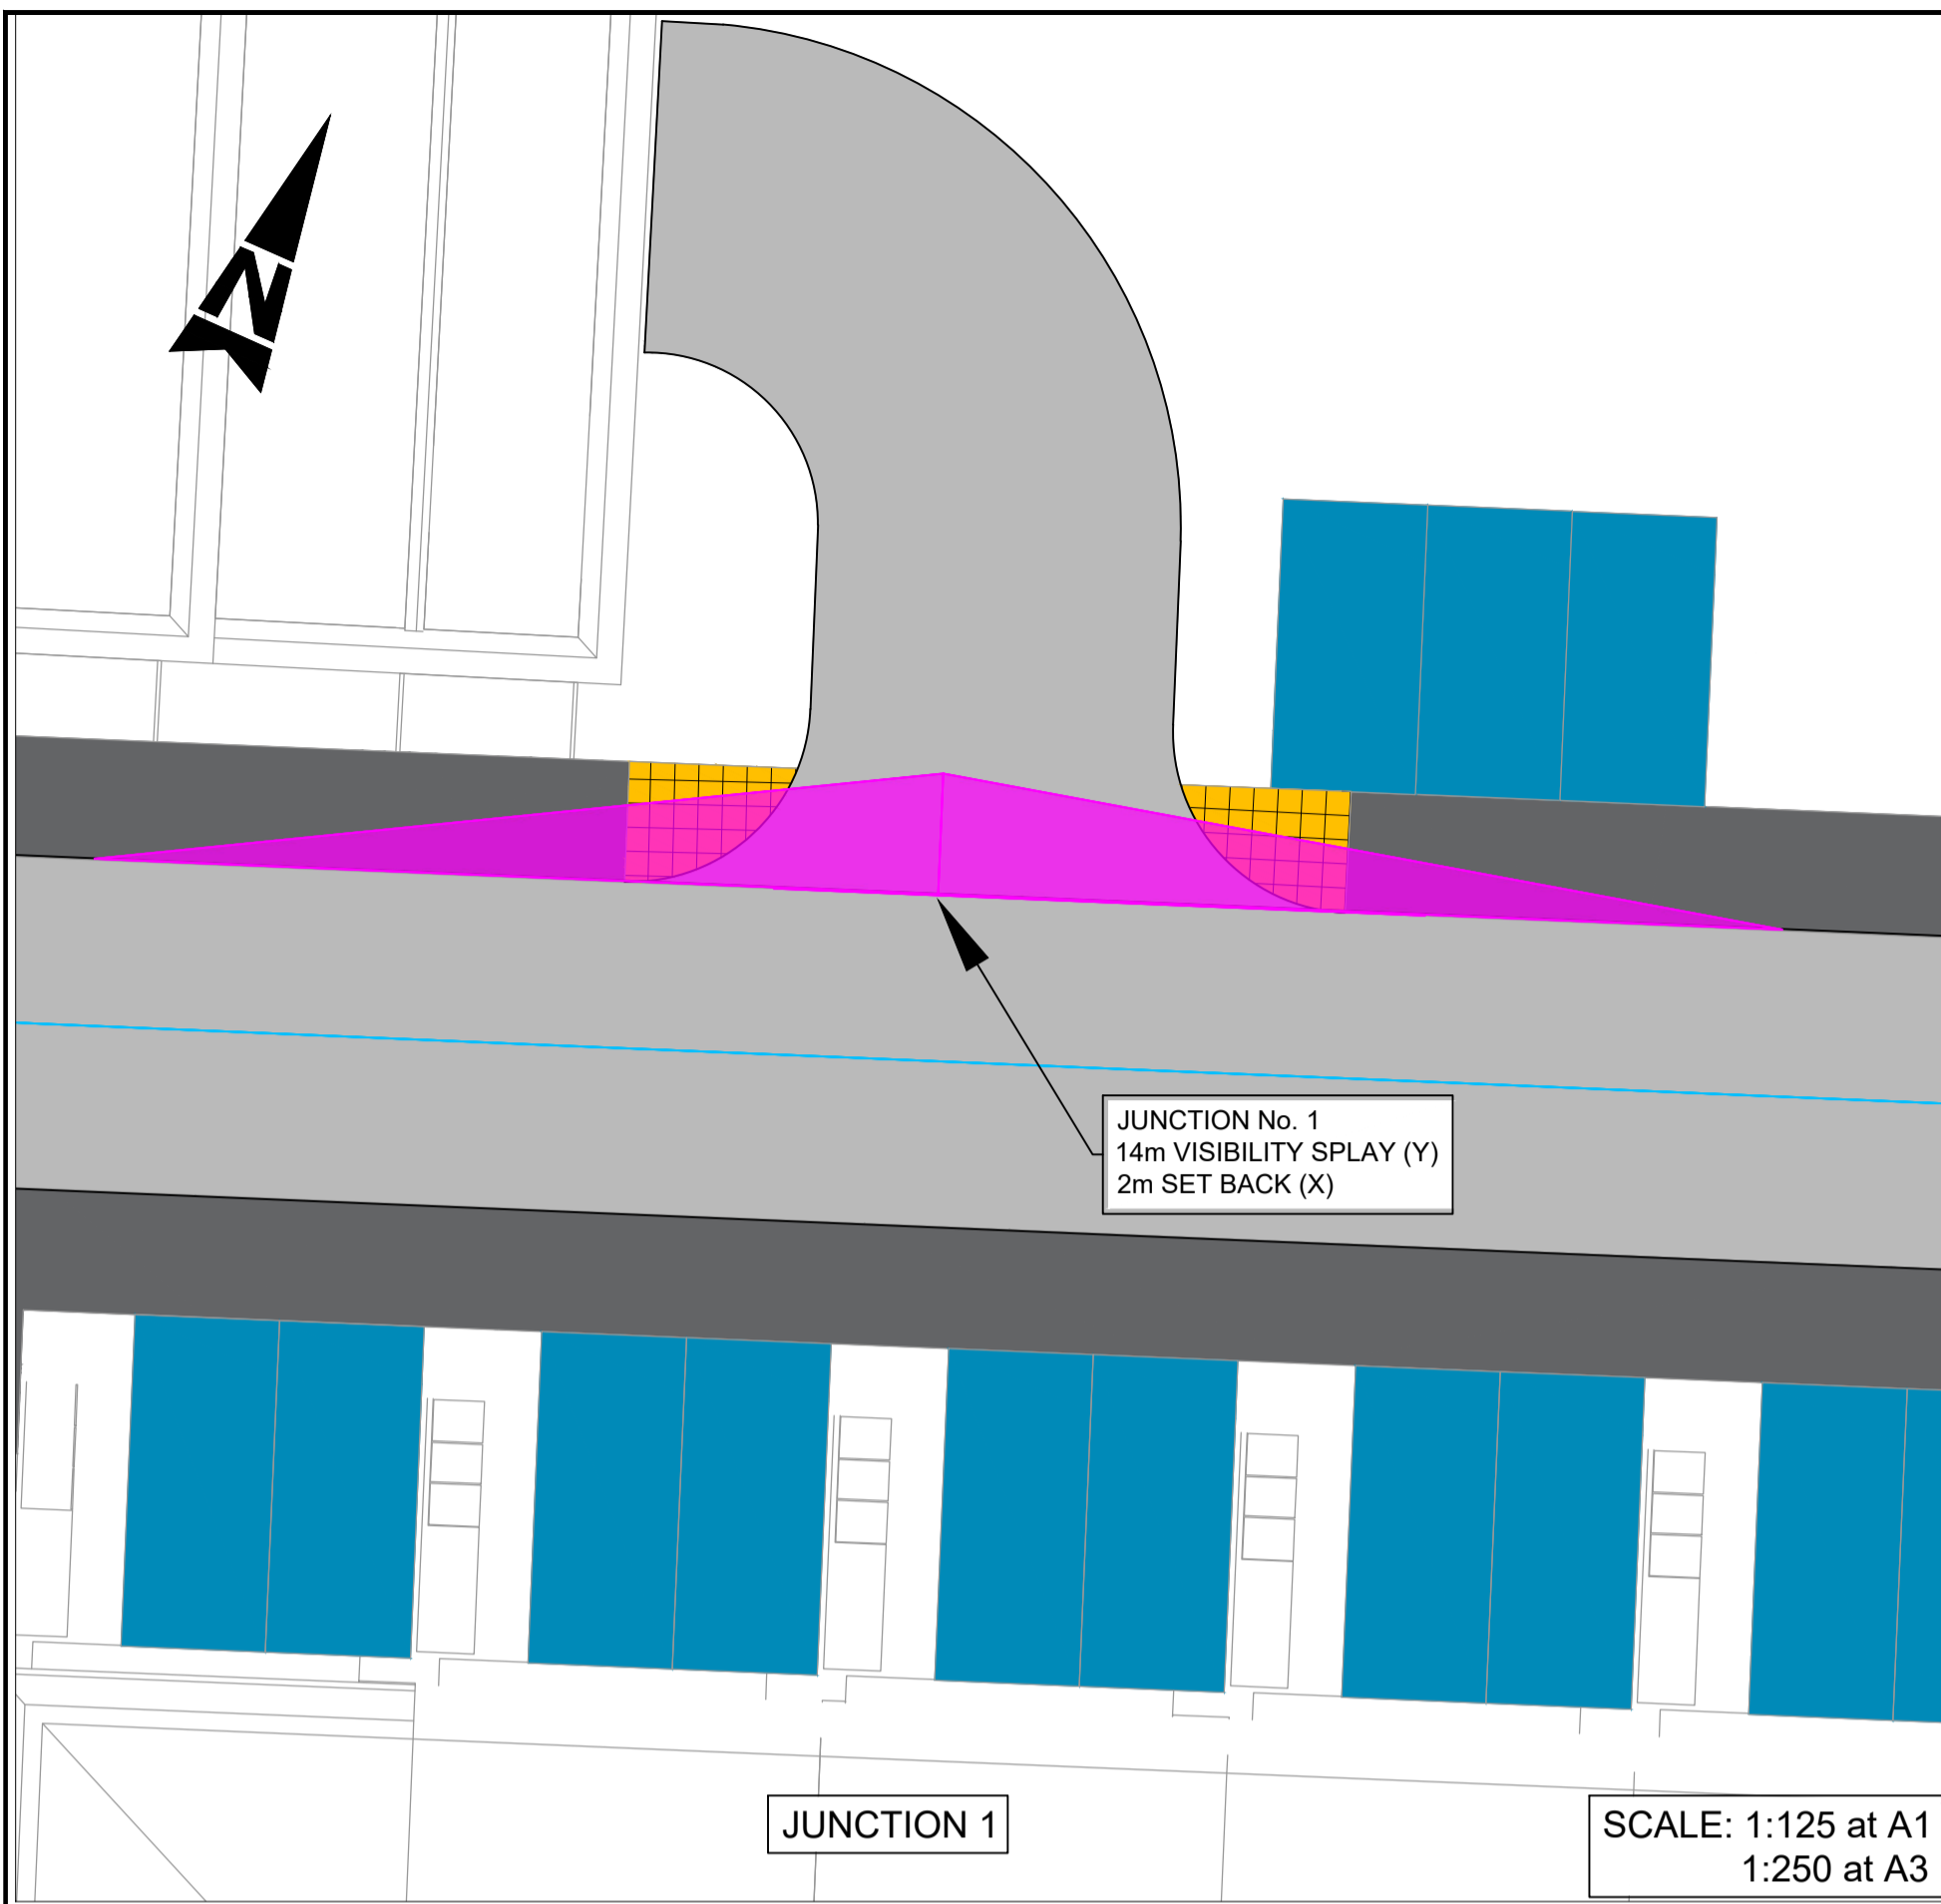 N
JUNCTION No. 1
14m VISIBILITY SPLAY (Y)
2m SET BACK (X)
JUNCTION 1
SCALE: 1:125 at A1
1:250 at A3